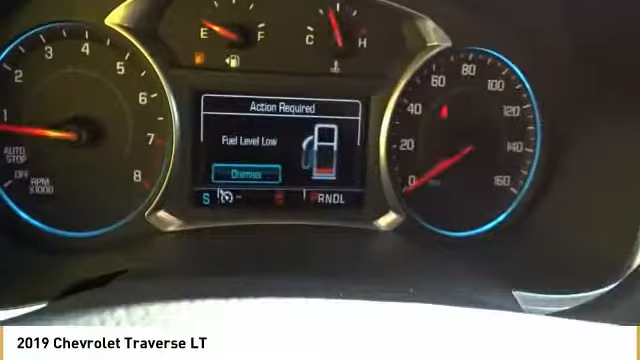 E F
C H
1 2 3 4 5 6 7 8
AUTO STOP
OFF
RPM
X1000
Action Required
Fuel Level Low
Dismiss
S PRNDL
0 20 40 60 80 100 120 140 160
2019 Chevrolet Traverse LT